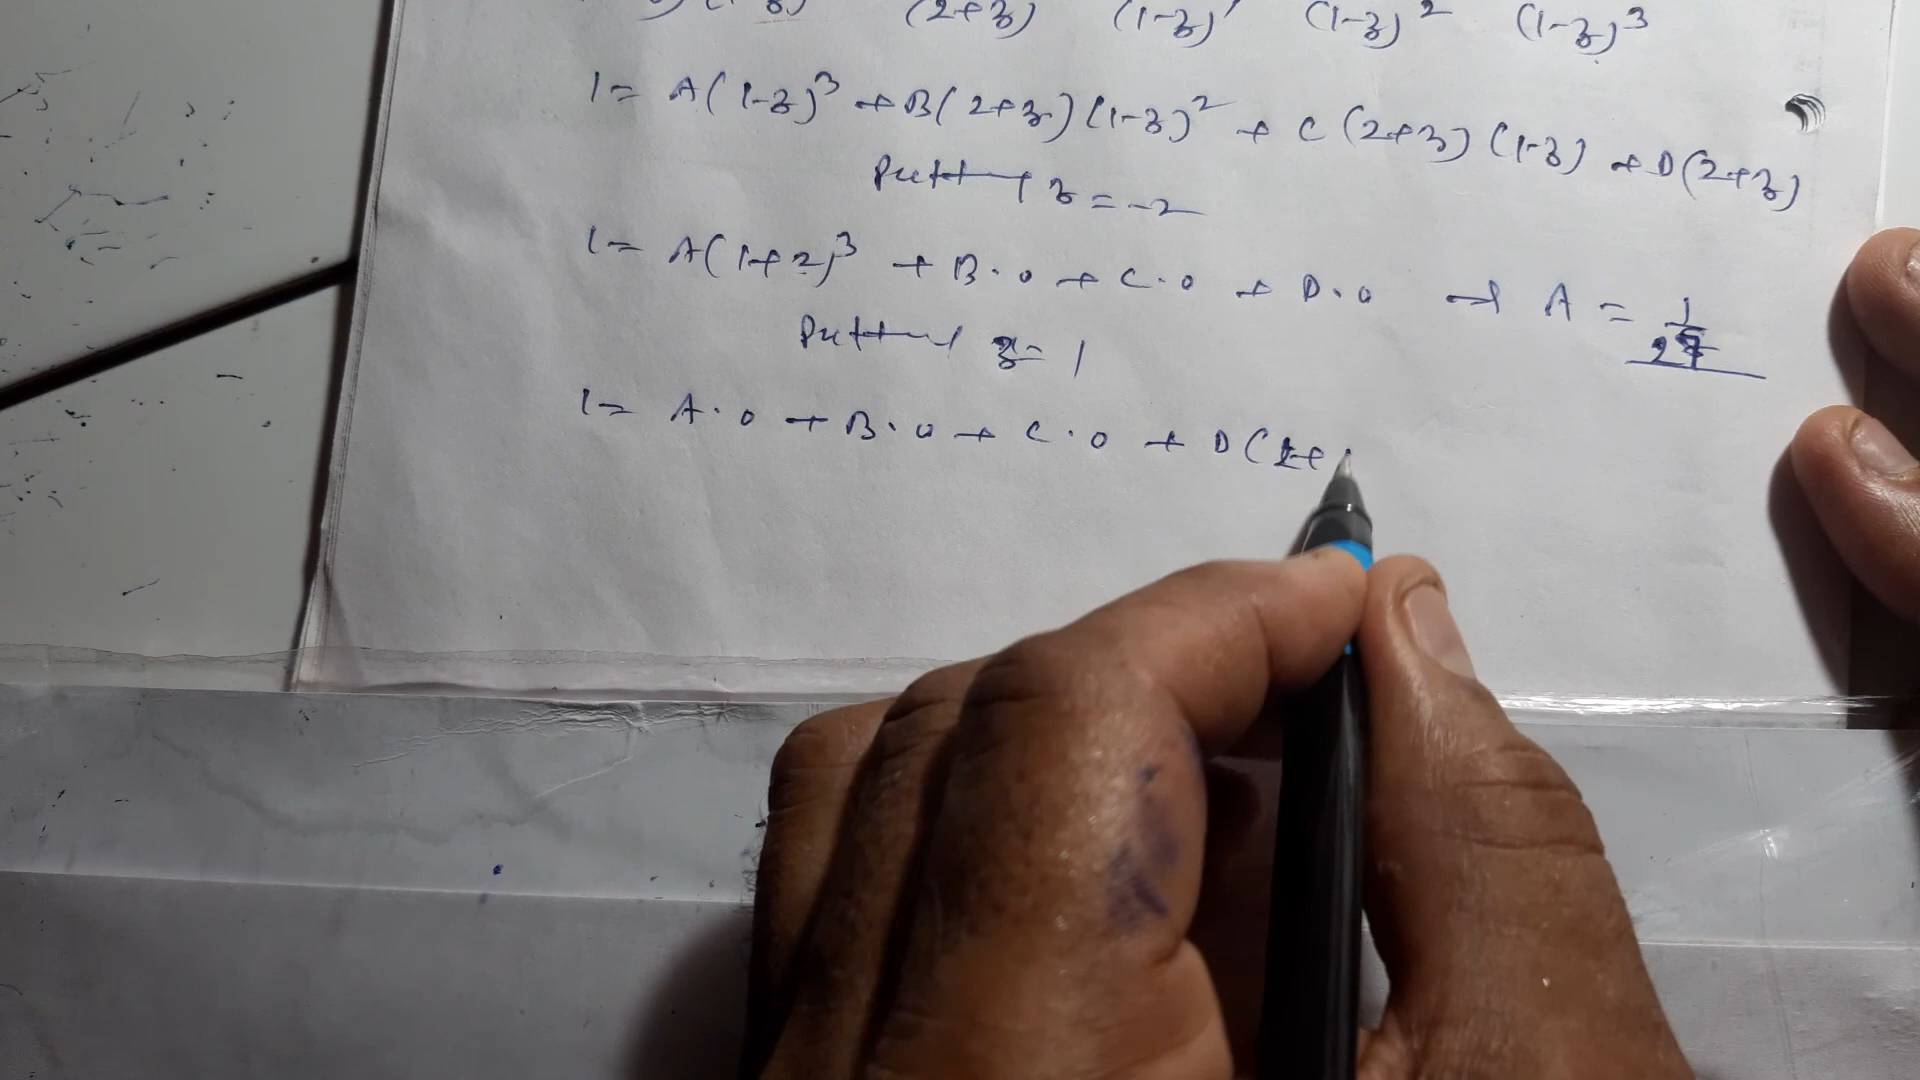 (2+z) (1-z) (1-z)² (1-z)³
1 = A(1-z)³ + B(2+z)(1-z)² + C(2+z)(1-z) + D(2+z)
Putting z = -2
1 = A(1+2)³ + B·0 + C·0 + D·0 → A = 1/27
Putting z = 1
1 = A·0 + B·0 + C·0 + D(2+